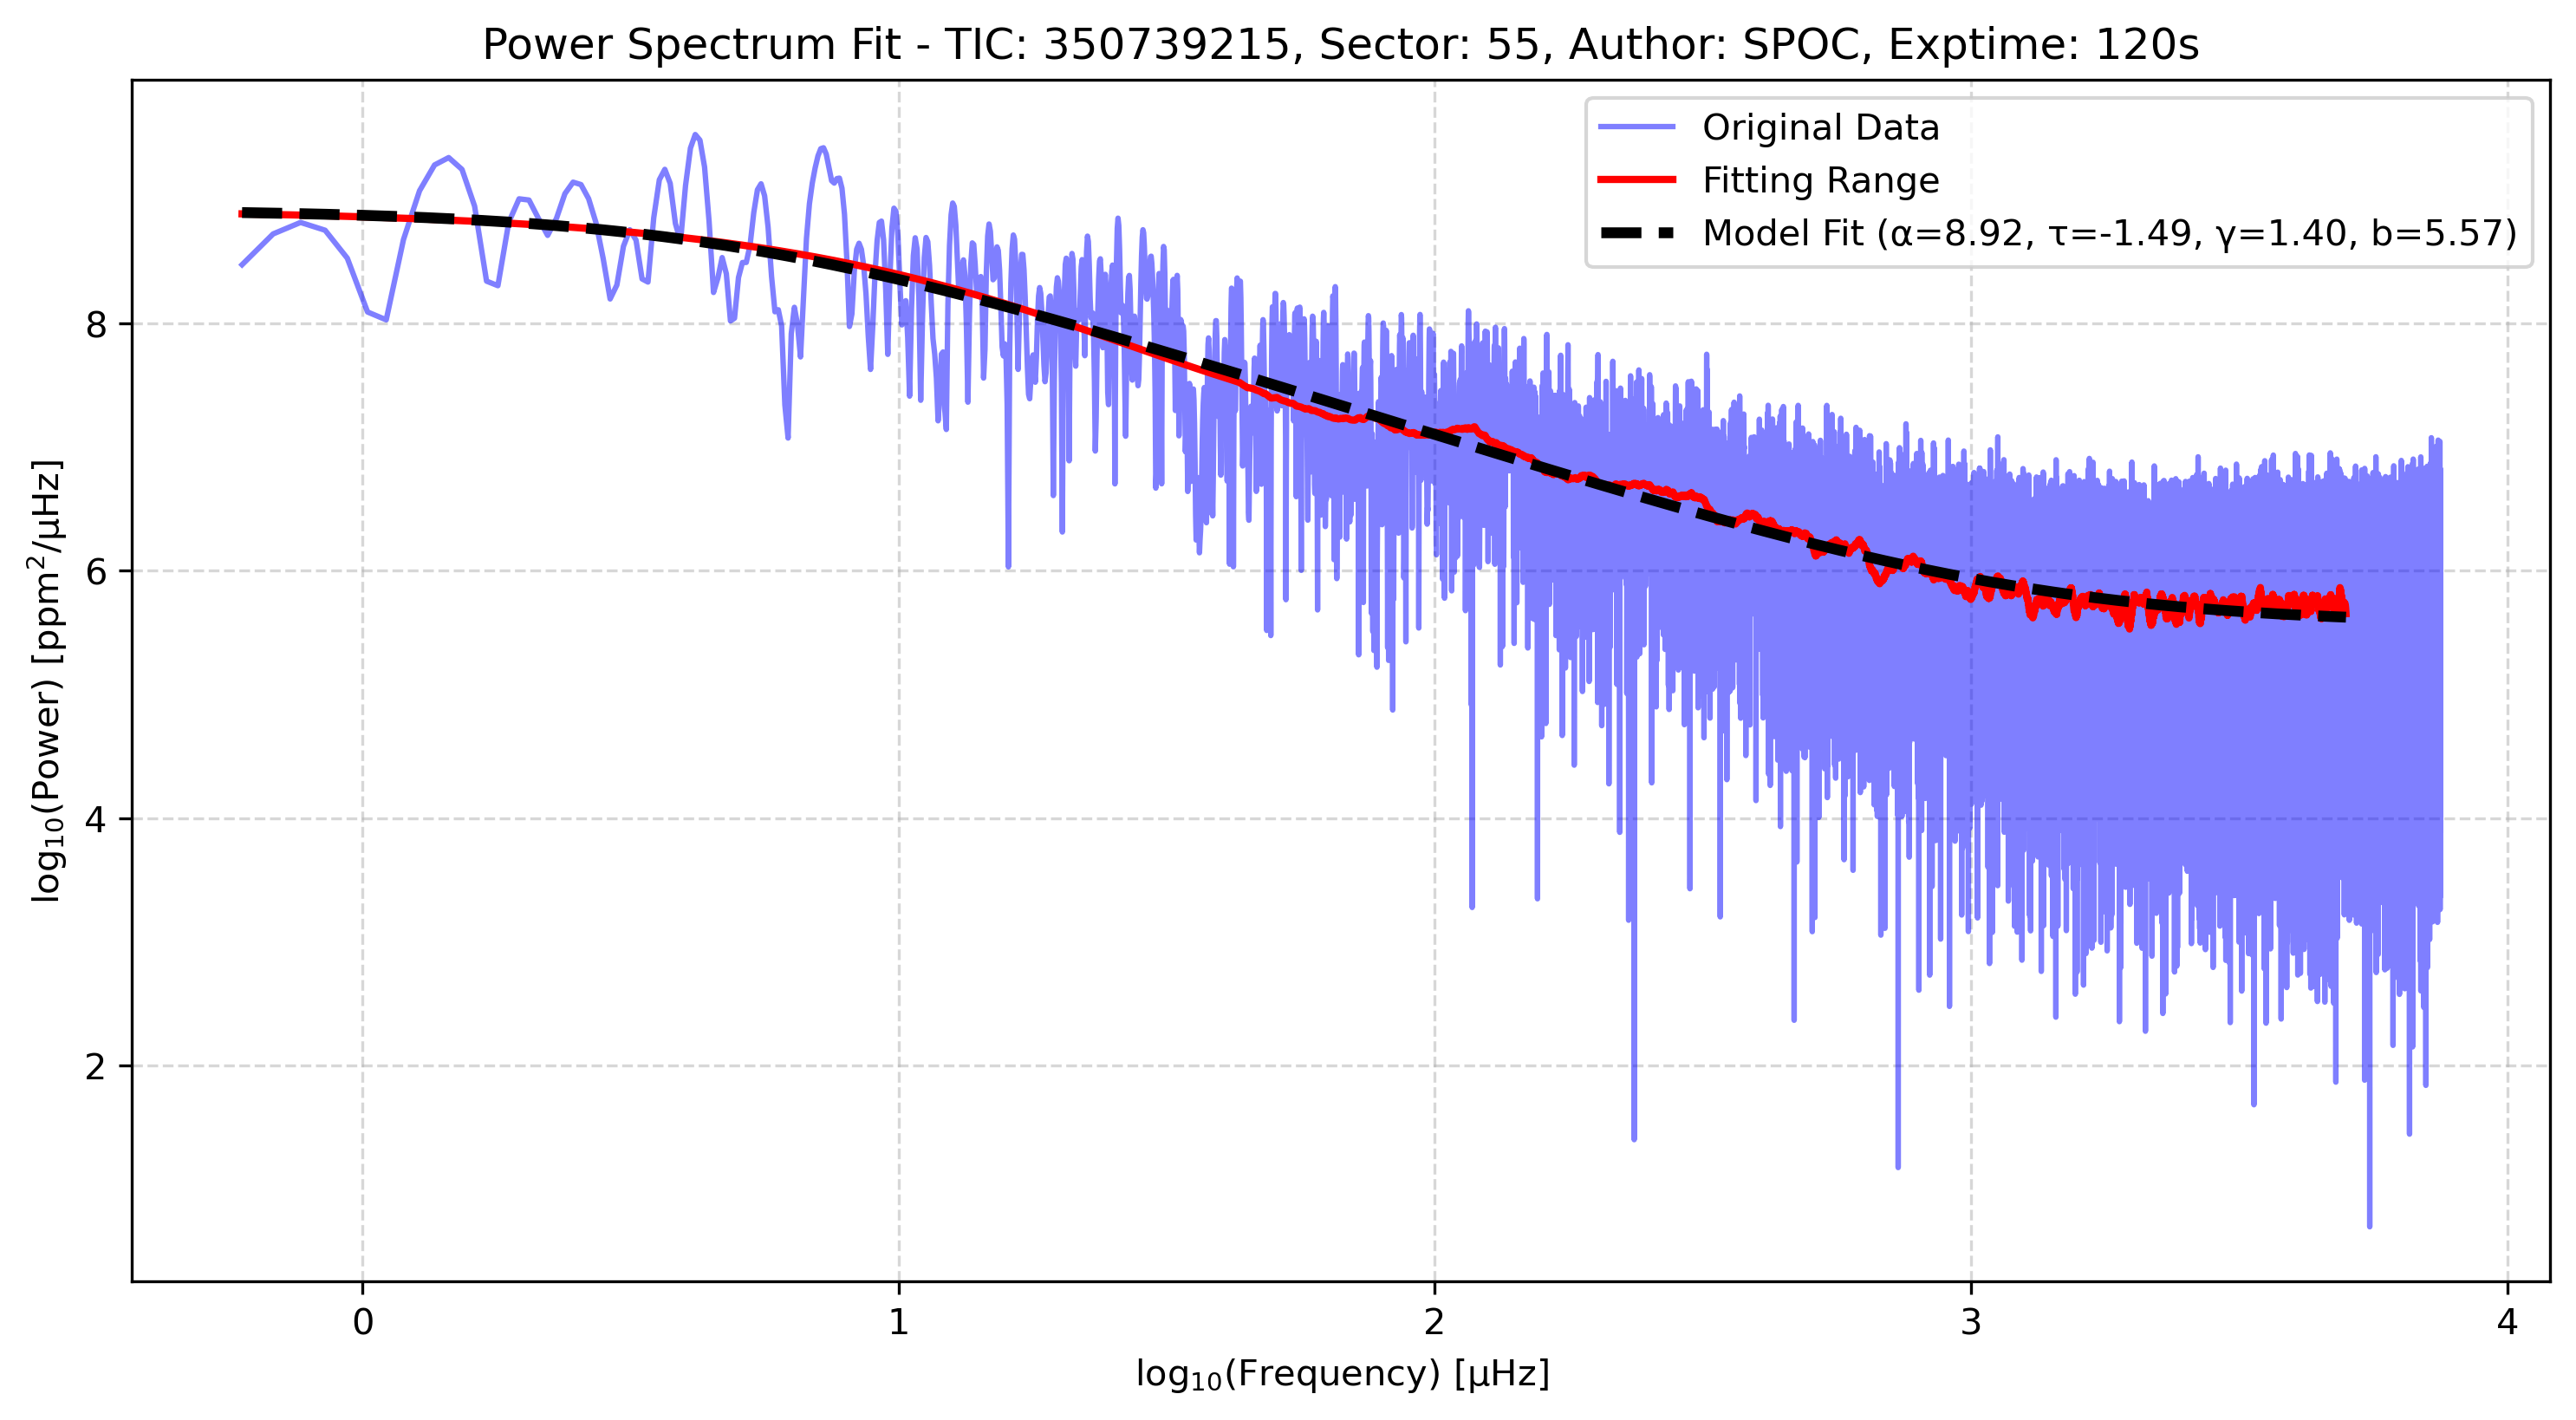 Power Spectrum Fit - TIC: 350739215, Sector: 55, Author: SPOC, Exptime: 120s
Original Data
Fitting Range
Model Fit (α=8.92, τ=-1.49, γ=1.40, b=5.57)
log₁₀(Power) [ppm²/μHz]
8
6
4
2
0 1 2 3 4
log₁₀(Frequency) [μHz]